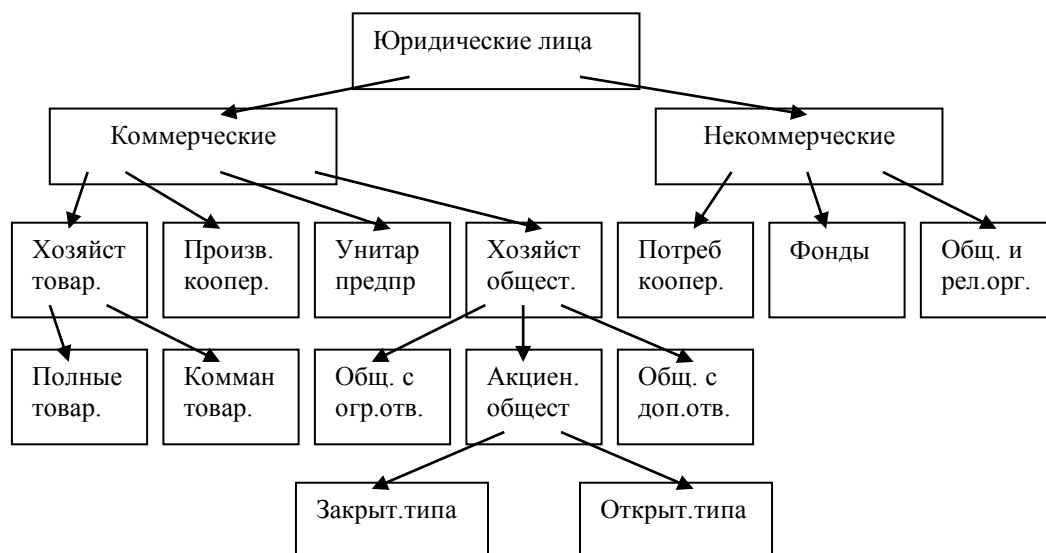 Юридические лица
Коммерческие
Некоммерческие
Хозяйст
товар.
Произв.
коопер.
Унитар
предпр
Хозяйст
общест.
Потреб
коопер.
Фонды
Общ. и
рел.орг.
Полные
товар.
Комман
товар.
Общ. с
огр.отв.
Акциен.
общест
Общ. с
доп.отв.
Закрыт.типа
Открыт.типа